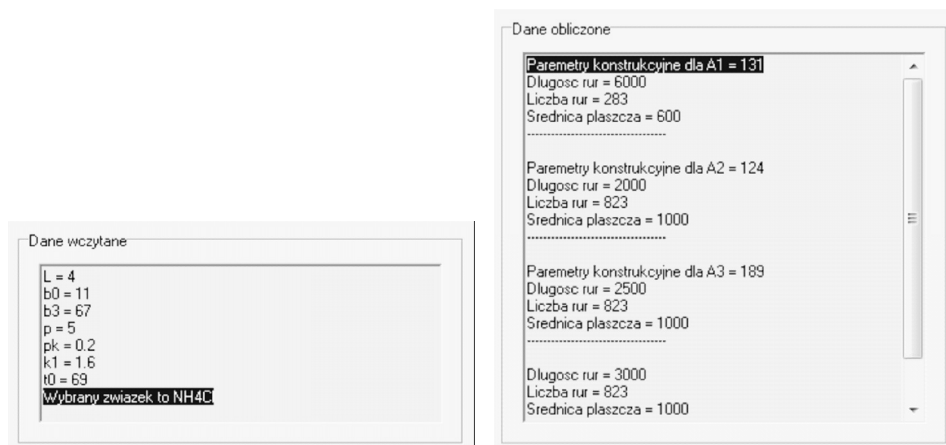 Dane wczytane
L = 4
b0 = 11
b3 = 67
p = 5
pk = 0.2
k1 = 1.6
t0 = 69
Wybrany zwiazek to NH4Cl
Dane obliczone
Paremetry konstrukcyjne dla A1 = 131
Dlugosc rur = 6000
Liczba rur = 283
Srednica plaszcza = 600
----------------------------------
Paremetry konstrukcyjne dla A2 = 124
Dlugosc rur = 2000
Liczba rur = 823
Srednica plaszcza = 1000
----------------------------------
Paremetry konstrukcyjne dla A3 = 189
Dlugosc rur = 2500
Liczba rur = 823
Srednica plaszcza = 1000
----------------------------------
Dlugosc rur = 3000
Liczba rur = 823
Srednica plaszcza = 1000